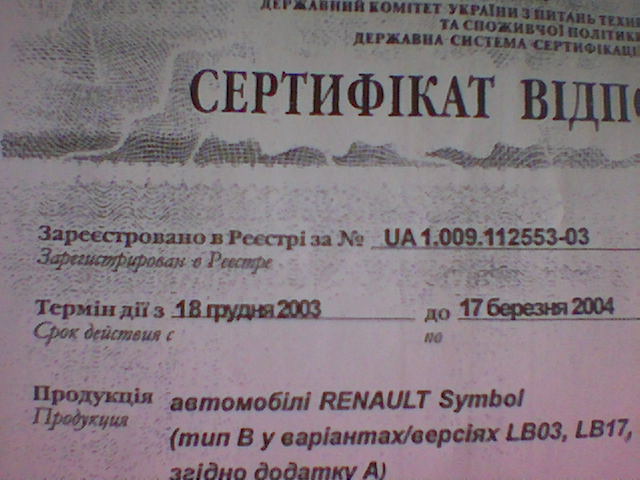 ДЕРЖАВНИЙ КОМІТЕТ УКРАЇНИ З ПИТАНЬ
ТА СПОЖИВЧОЇ ПОЛІТИКИ
ДЕРЖАВНА СИСТЕМА СЕРТИФІКАЦІ
СЕРТИФІКАТ ВІДП
Зареєстровано в Реєстрі за № UA 1.009.112553-03
Зарегистрирован в Реестре
Термін дії з 18 грудня 2003 до 17 березня 2004
Срок действия с по
Продукція автомобілі RENAULT Symbol
Продукция
(тип В у варіантах/версіях LB03, LB17,
згідно додатку А)